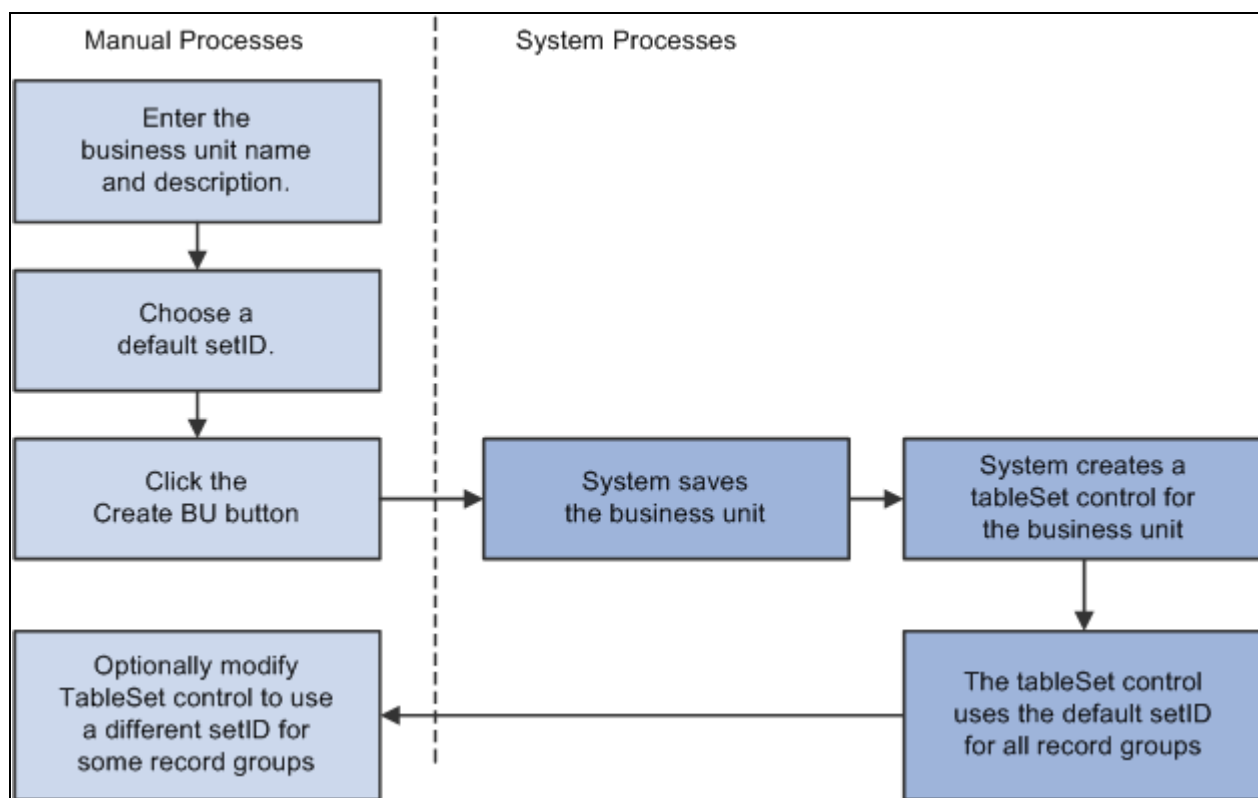 Manual Processes
System Processes
Enter the
business unit name
and description.
Choose a
default setID.
Click the
Create BU button
System saves
the business unit
System creates a
tableSet control for
the business unit
The tableSet control
uses the default setID
for all record groups
Optionally modify
TableSet control to use
a different setID for
some record groups